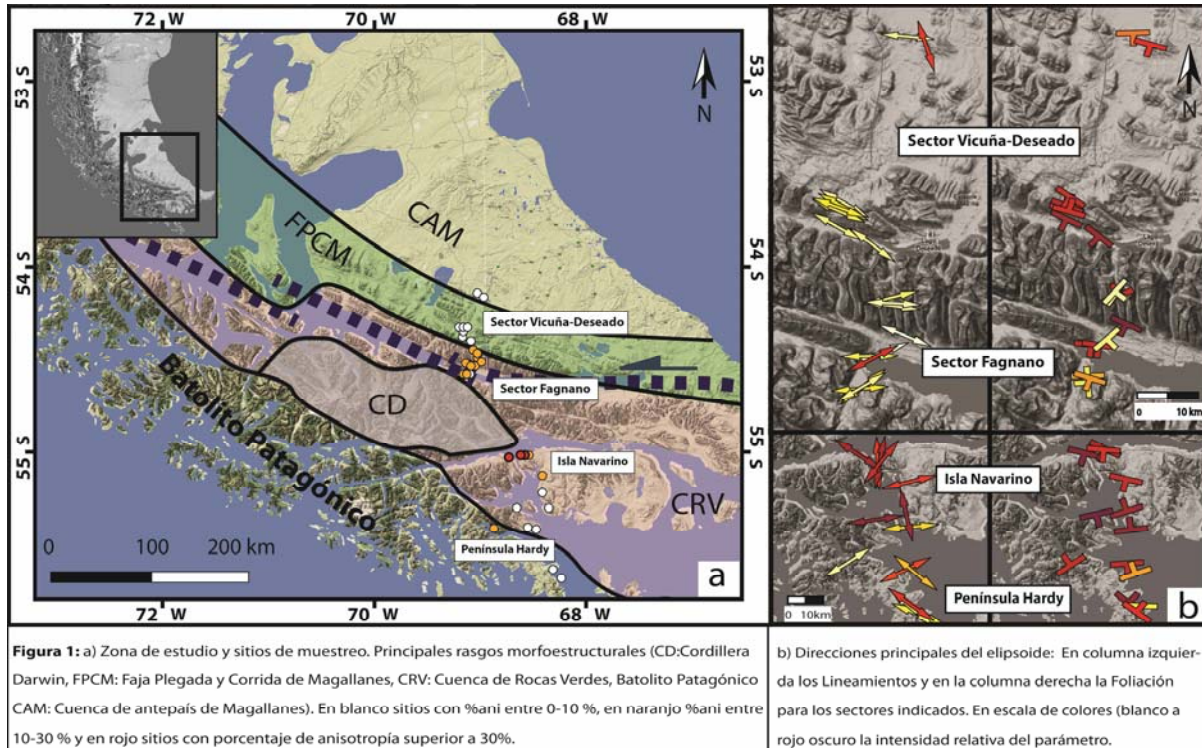 72 W
70 W
68 W
53 S
54 S
55 S
N
CAM
FPCM
Sector Vicuña-Deseado
Sector Fagnano
CD
Batolito Patagónico
Isla Navarino
CRV
Península Hardy
0 100 200 km
72 W
70 W
68 W
53 S
54 S
55 S
a
N
N
Sector Vicuña-Deseado
Sector Fagnano
0 10 km
Isla Navarino
Península Hardy
0 10km
b
Figura 1: a) Zona de estudio y sitios de muestreo. Principales rasgos morfoestructurales (CD:Cordillera
Darwin, FPCM: Faja Plegada y Corrida de Magallanes, CRV: Cuenca de Rocas Verdes, Batolito Patagónico
CAM: Cuenca de antepaís de Magallanes). En blanco sitios con %ani entre 0-10 %, en naranjo %ani entre
10-30 % y en rojo sitios con porcentaje de anisotropía superior a 30%.
b) Direcciones principales del elipsoide: En columna izquier-
da los Lineamientos y en la columna derecha la Foliación
para los sectores indicados. En escala de colores (blanco a
rojo oscuro la intensidad relativa del parámetro.